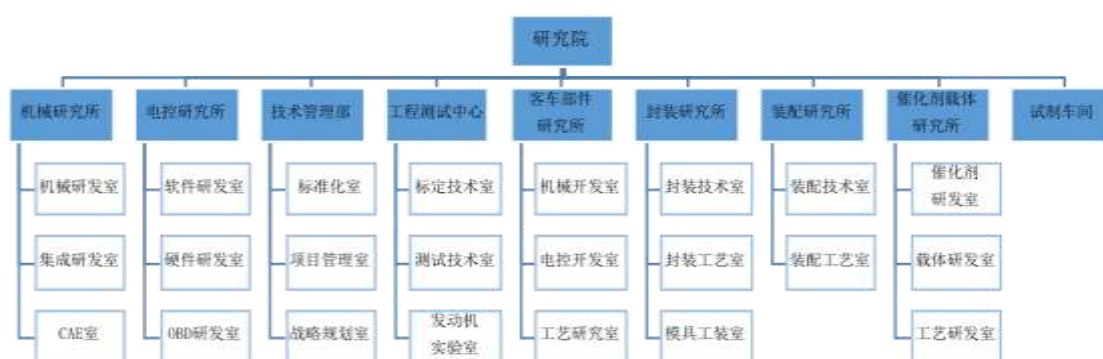 研究院
机械研究所
电控研究所
技术管理部
工程测试中心
客车部件
研究所
封装研究所
装配研究所
催化剂载体
研究所
试制车间
机械研发室
软件研发室
标准化室
标定技术室
机械开发室
封装技术室
装配技术室
催化剂
研发室
集成研发室
硬件研发室
项目管理室
测试技术室
电控开发室
封装工艺室
装配工艺室
载体研发室
CAE室
OBD研发室
战略规划室
发动机
实验室
工艺研究室
模具工装室
工艺研发室